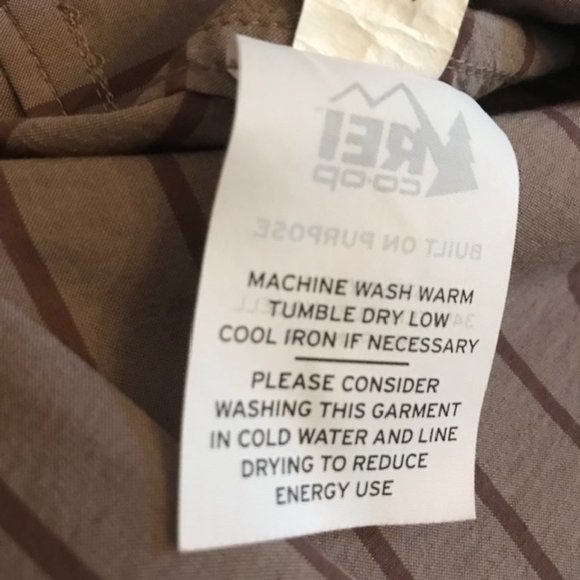 REI
CO·OP
BUILT ON PURPOSE
MACHINE WASH WARM
TUMBLE DRY LOW
COOL IRON IF NECESSARY
PLEASE CONSIDER
WASHING THIS GARMENT
IN COLD WATER AND LINE
DRYING TO REDUCE
ENERGY USE